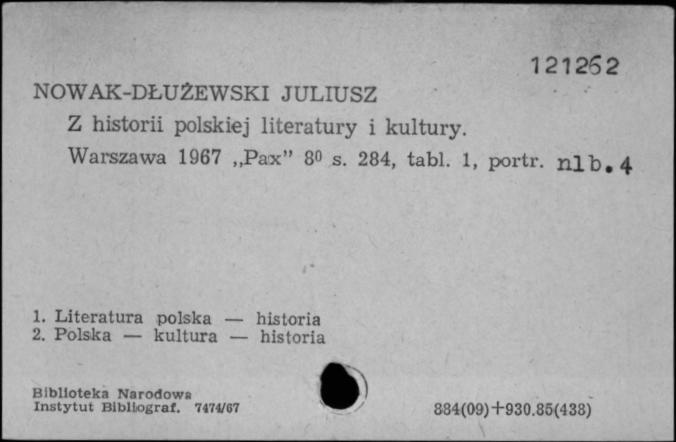 121262
NOWAK-DŁUŻEWSKI JULIUSZ
Z historii polskiej literatury i kultury.
Warszawa 1967 „Pax” 8⁰ s. 284, tabl. 1, portr. nlb. 4
1. Literatura polska — historia
2. Polska — kultura — historia
Biblioteka Narodowa
Instytut Bibliograf. 7474/67
884(09)+930.85(438)